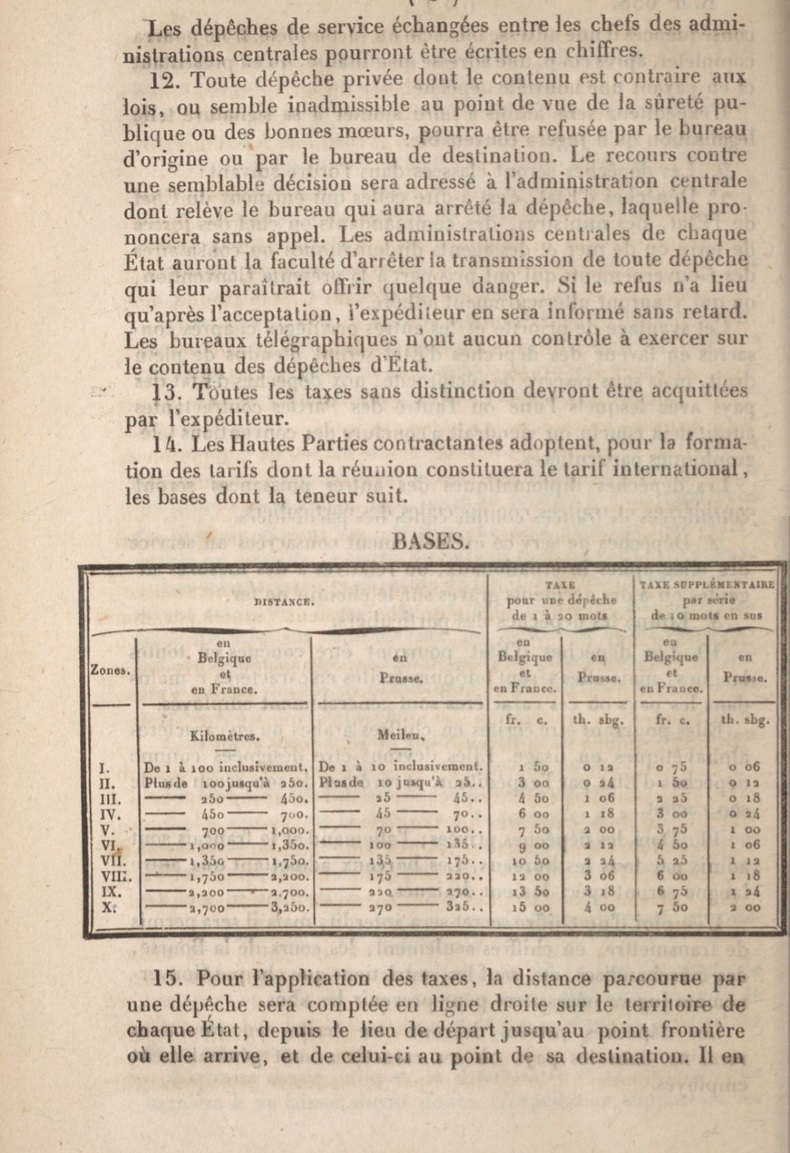 Les dépêches de service échangées entre les chefs des admi-
nistrations centrales pourront être écrites en chiffres.
12. Toute dépêche privée dont le contenu est contraire aux
lois, ou semble inadmissible au point de vue de la sûreté pu-
blique ou des bonnes mœurs, pourra être refusée par le bureau
d'origine ou par le bureau de destination. Le recours contre
une semblable décision sera adressé à l'administration centrale
dont relève le bureau qui aura arrêté la dépêche, laquelle pro-
noncera sans appel. Les administrations centrales de chaque
État auront la faculté d'arrêter la transmission de toute dépêche
qui leur paraîtrait offrir quelque danger. Si le refus n'a lieu
qu'après l'acceptation, l'expéditeur en sera informé sans retard.
Les bureaux télégraphiques n'ont aucun contrôle à exercer sur
le contenu des dépêches d'État.
13. Toutes les taxes sans distinction devront être acquittées
par l'expéditeur.
14. Les Hautes Parties contractantes adoptent, pour la forma-
tion des tarifs dont la réunion constituera le tarif international,
les bases dont la teneur suit.
BASES.
DISTANCE. TAXE pour une dépêche de 1 à 20 mots TAXE SUPPLÉMENTAIRE par série de 10 mots en sus
Zones. en Belgique et en France. en Prusse. en Belgique et en France. en Prusse. en Belgique et en France. en Prusse.
Kilomètres. Meilen. fr. c. th. sbg. fr. c. th. sbg.
I. De 1 à 100 inclusivement. De 1 à 10 inclusivement. 1 50 0 12 0 75 0 06
II. Plus de 100 jusqu'à 250. Plus de 10 jusqu'à 25.. 3 00 0 24 1 50 0 12
III. —— 250 —— 450. —— 25 —— 45.. 4 50 1 06 2 25 0 18
IV. —— 450 —— 700. —— 45 —— 70.. 6 00 1 18 3 00 0 24
V. —— 700 —— 1,000. —— 70 —— 100.. 7 50 2 00 3 75 1 00
VI. —— 1,000 —— 1,350. —— 100 —— 135.. 9 00 2 12 4 50 1 06
VII. —— 1,350 —— 1,750. —— 135 —— 175.. 10 50 2 24 5 25 1 12
VIII. —— 1,750 —— 2,200. —— 175 —— 220.. 12 00 3 06 6 00 1 18
IX. —— 2,200 —— 2,700. —— 220 —— 270.. 13 50 3 18 6 75 1 24
X. —— 2,700 —— 3,250. —— 270 —— 325.. 15 00 4 00 7 50 2 00
15. Pour l'application des taxes, la distance parcourue par
une dépêche sera comptée en ligne droite sur le territoire de
chaque État, depuis le lieu de départ jusqu'au point frontière
où elle arrive, et de celui-ci au point de sa destination. Il en